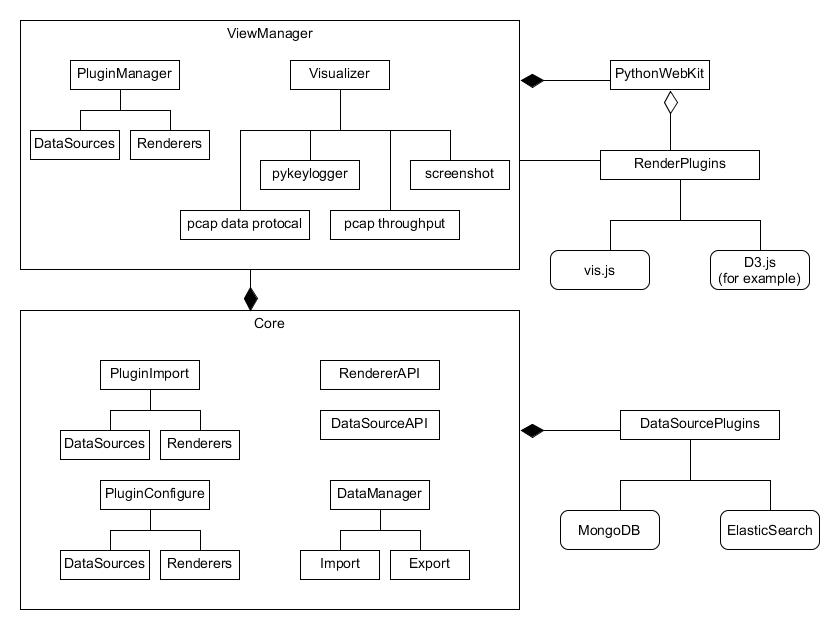 ViewManager
PluginManager
Visualizer
PythonWebKit
DataSources
Renderers
pykeylogger
screenshot
RenderPlugins
pcap data protocal
pcap throughput
vis.js
D3.js
(for example)
Core
PluginImport
RendererAPI
DataSourceAPI
DataSourcePlugins
DataSources
Renderers
PluginConfigure
DataManager
MongoDB
ElasticSearch
DataSources
Renderers
Import
Export